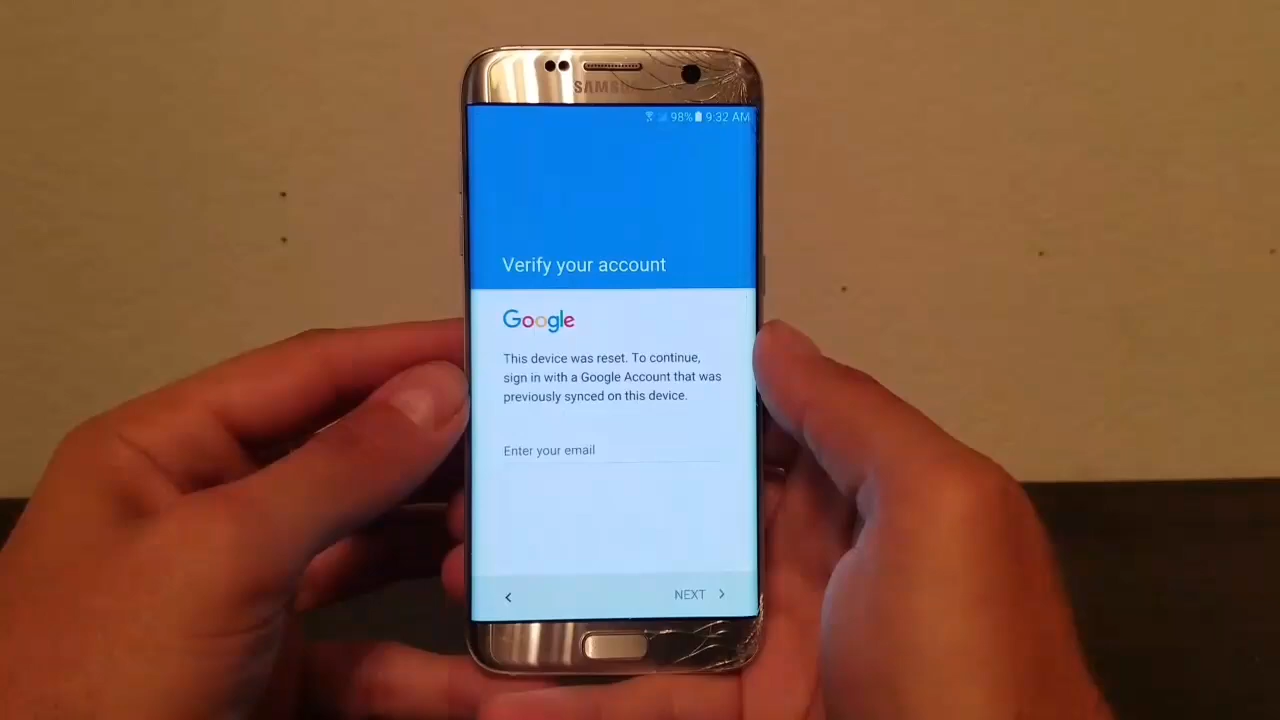 SAMSUNG
98% 9:32 AM
Verify your account
Google
This device was reset. To continue,
sign in with a Google Account that was
previously synced on this device.
Enter your email
NEXT